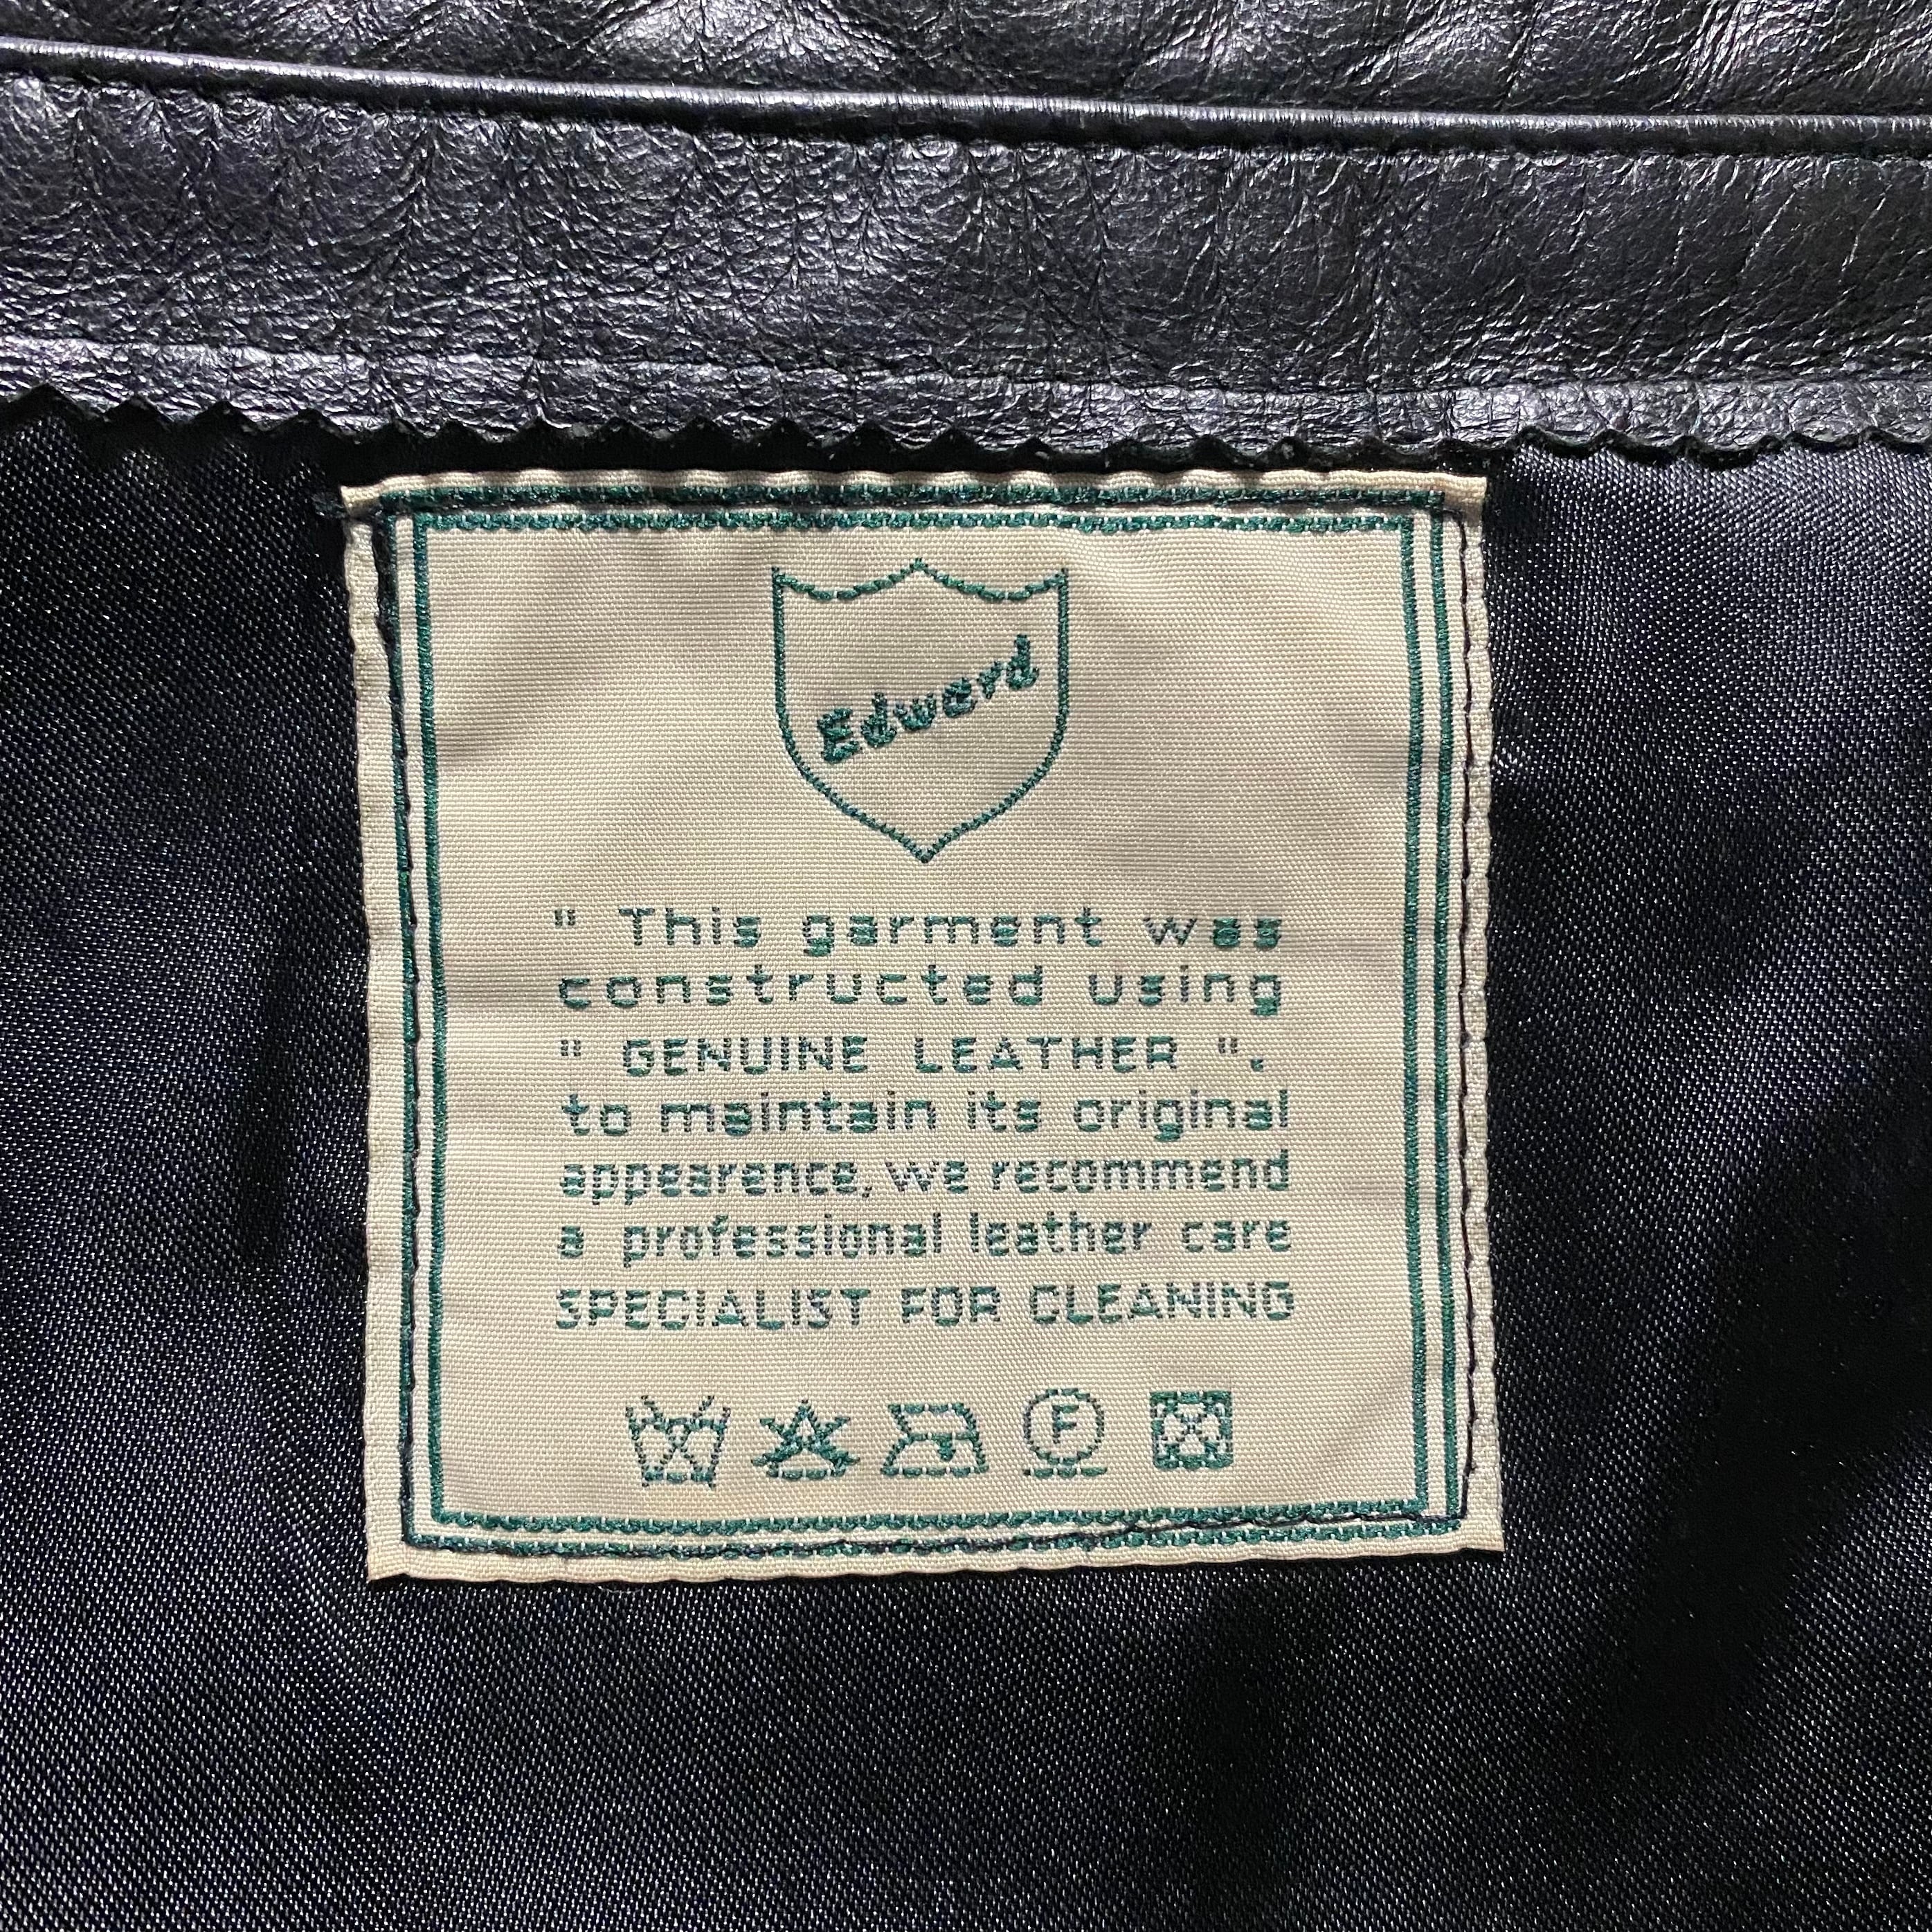 Edward
" This garment was
constructed using
" GENUINE LEATHER ".
to maintain its original
appearence, we recommend
a professional leather care
SPECIALIST FOR CLEANING
F